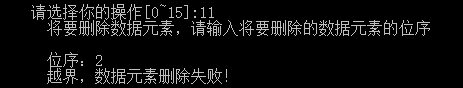 请选择你的操作[0~15]:11
将要删除数据元素，请输入将要删除的数据元素的位序
位序：2
越界，数据元素删除失败!